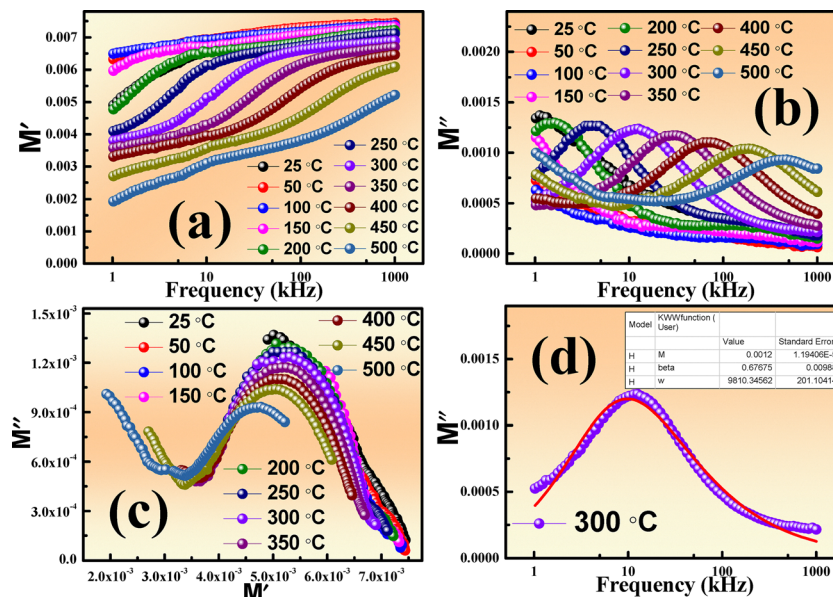 0.007
0.006
0.005
0.004
0.003
0.002
0.001
0.000
M′
(a)
25 °C
50 °C
100 °C
150 °C
200 °C
250 °C
300 °C
350 °C
400 °C
450 °C
500 °C
1 10 100 1000
Frequency (kHz)
0.0020
0.0015
0.0010
0.0005
0.0000
M″
25 °C 200 °C 400 °C
50 °C 250 °C 450 °C
100 °C 300 °C 500 °C
150 °C 350 °C
(b)
1 10 100 1000
Frequency (kHz)
1.5x10⁻³
1.2x10⁻³
9.0x10⁻⁴
6.0x10⁻⁴
3.0x10⁻⁴
0.0
M″
25 °C 400 °C
50 °C 450 °C
100 °C 500 °C
150 °C
200 °C
250 °C
300 °C
350 °C
(c)
2.0x10⁻³ 3.0x10⁻³ 4.0x10⁻³ 5.0x10⁻³ 6.0x10⁻³ 7.0x10⁻³
M′
0.0015
0.0010
0.0005
0.0000
M″
(d)
Model KWWfunction (
User)
Value Standard Error
H M 0.0012 1.19406E-
H beta 0.67675 0.0098
H w 9810.34562 201.1041
300 °C
1 10 100 1000
Frequency (kHz)